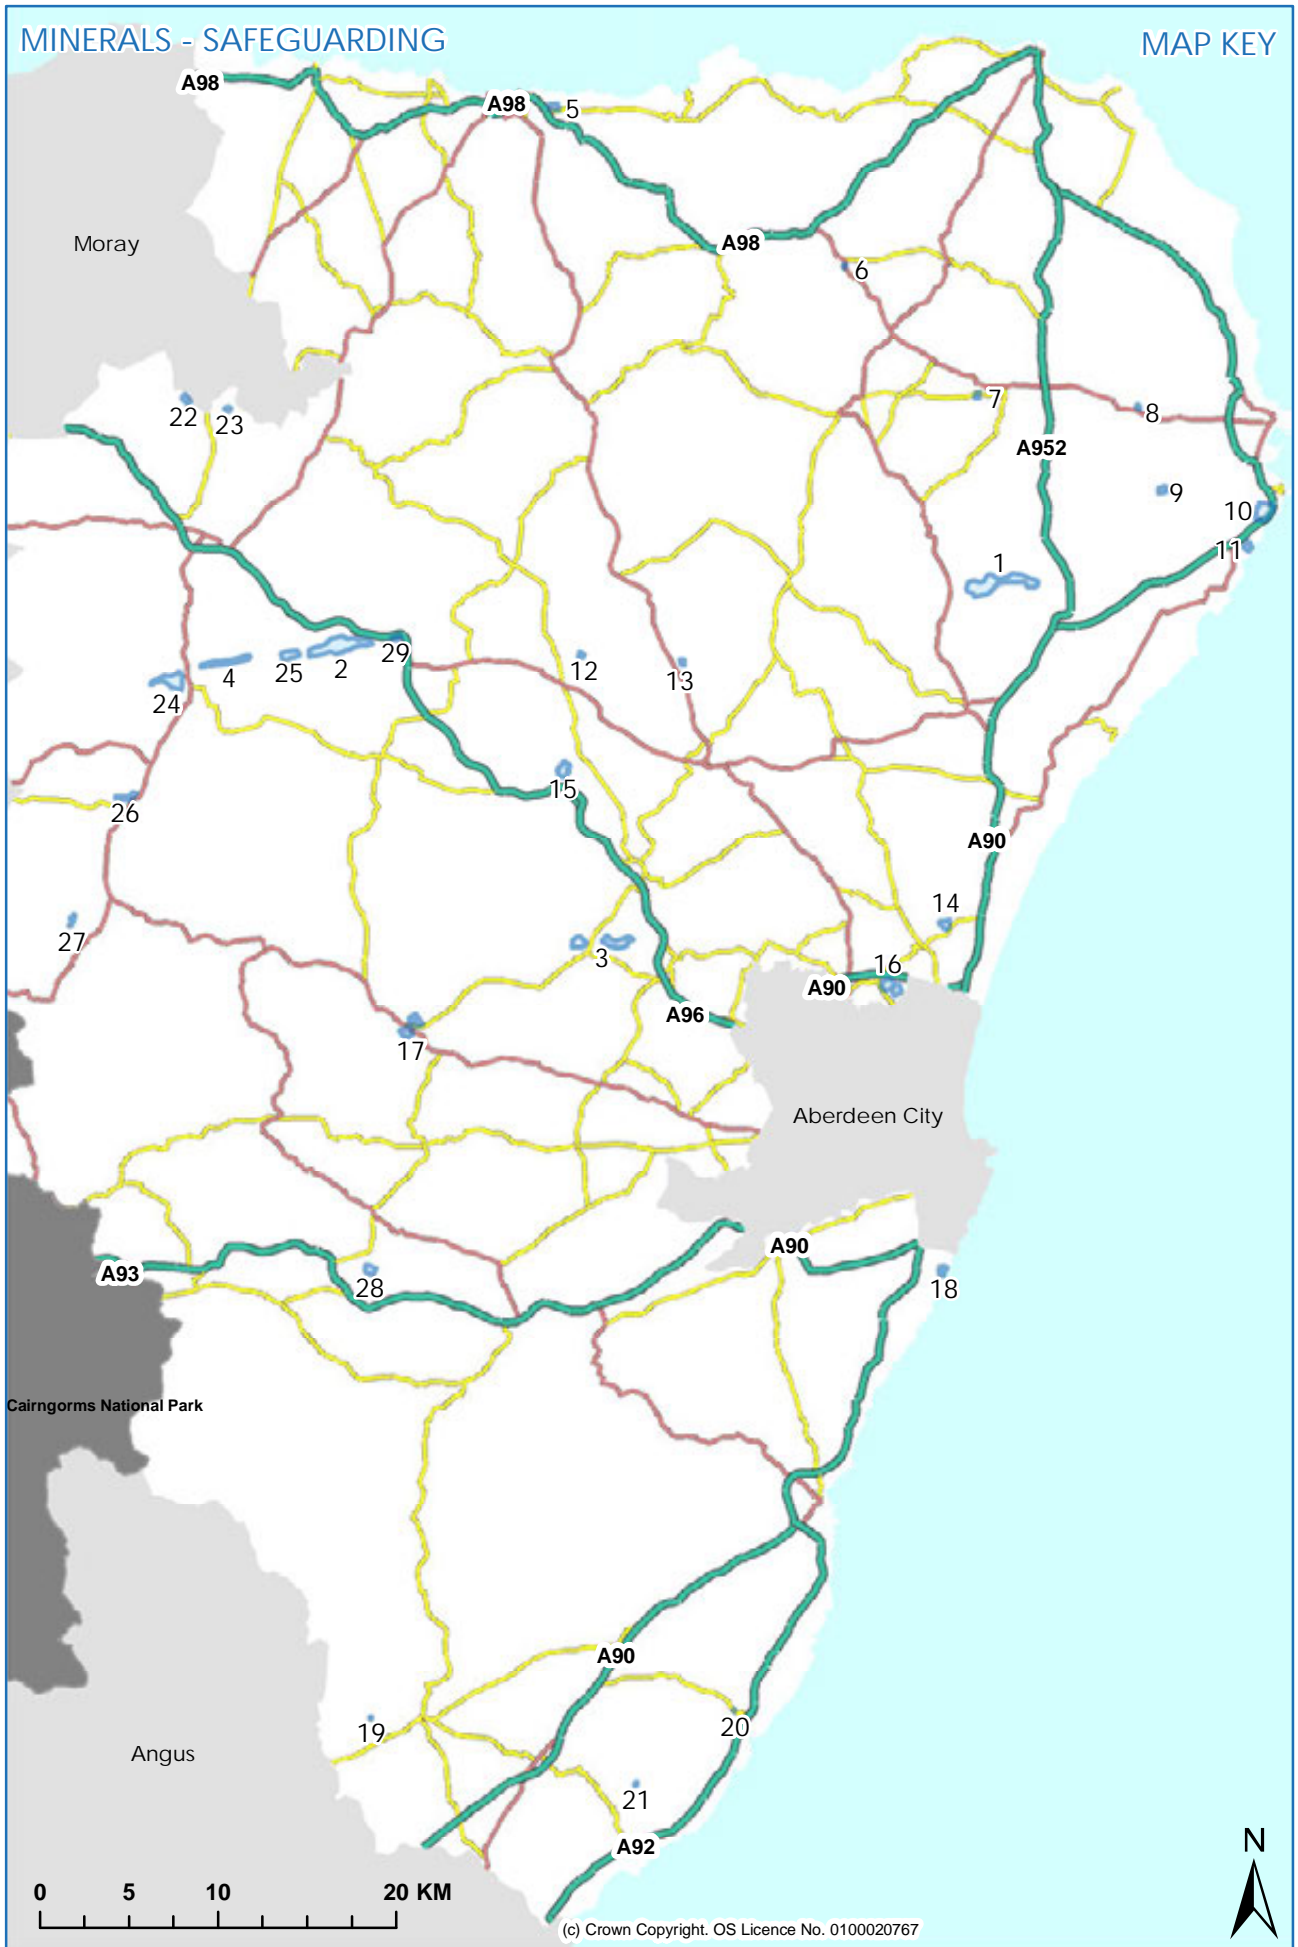 MINERALS - SAFEGUARDING
MAP KEY
A98
A98
5
Moray
A98
6
22
23
7
8
A952
9
10
11
1
29
2
25
4
24
12
13
15
26
A90
14
27
3
16
A90
A96
17
Aberdeen City
A90
A93
28
18
Cairngorms National Park
A90
19
20
Angus
21
A92
N
0 5 10 20 KM
(c) Crown Copyright. OS Licence No. 0100020767